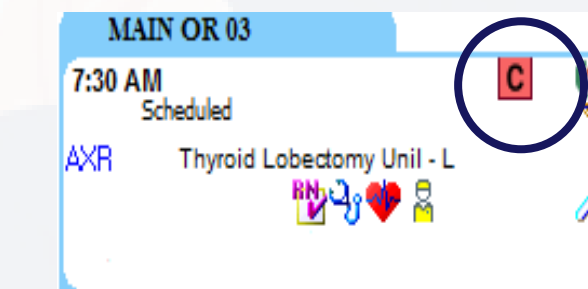 MAIN OR 03
7:30 AM C
Scheduled
AXR Thyroid Lobectomy Unil - L
RN